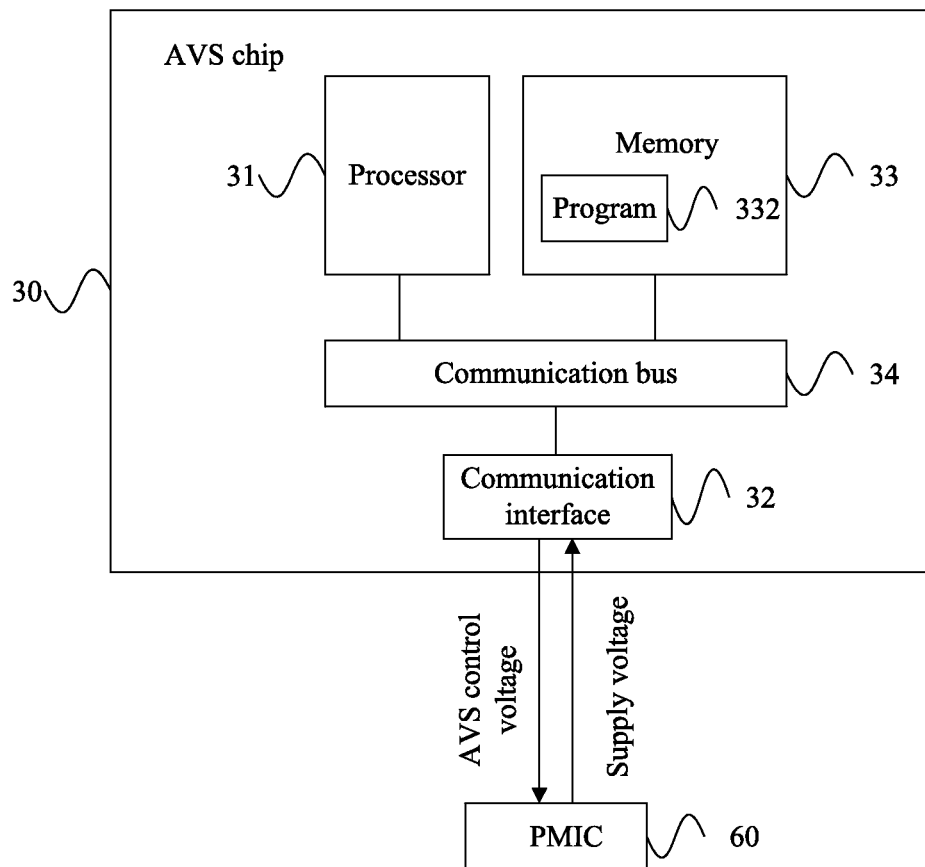 AVS chip
31
Processor
Memory
33
Program
332
30
Communication bus
34
Communication
interface
32
AVS control
voltage
Supply voltage
PMIC
60